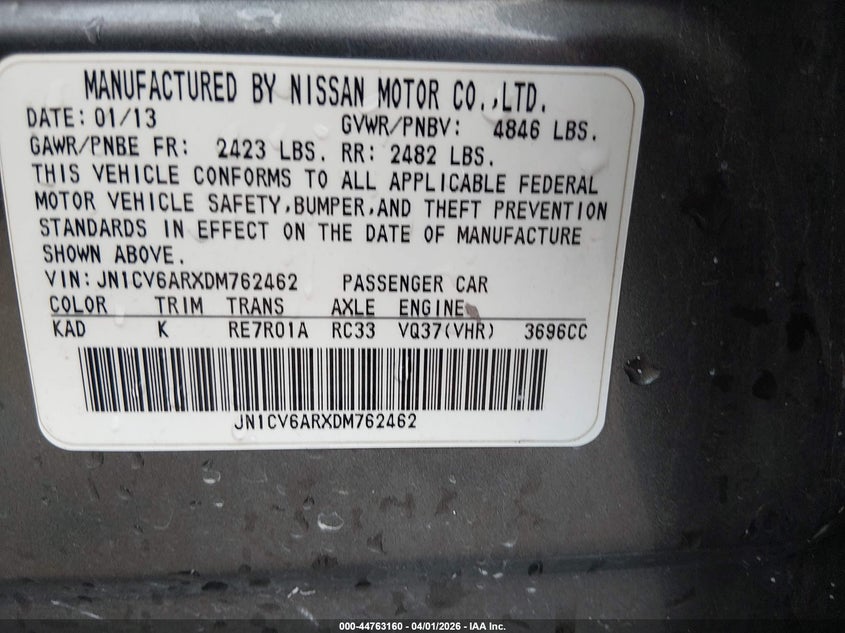 MANUFACTURED BY NISSAN MOTOR CO.,LTD.
DATE: 01/13 GVWR/PNBV: 4846 LBS.
GAWR/PNBE FR: 2423 LBS. RR: 2482 LBS.
THIS VEHICLE CONFORMS TO ALL APPLICABLE FEDERAL
MOTOR VEHICLE SAFETY,BUMPER,AND THEFT PREVENTION
STANDARDS IN EFFECT ON THE DATE OF MANUFACTURE
SHOWN ABOVE.
VIN:JN1CV6ARXDM762462 PASSENGER CAR
COLOR TRIM TRANS AXLE ENGINE
KAD K RE7R01A RC33 VQ37(VHR) 3696CC
JN1CV6ARXDM762462
000-44763160 - 04/01/2026 - IAA Inc.